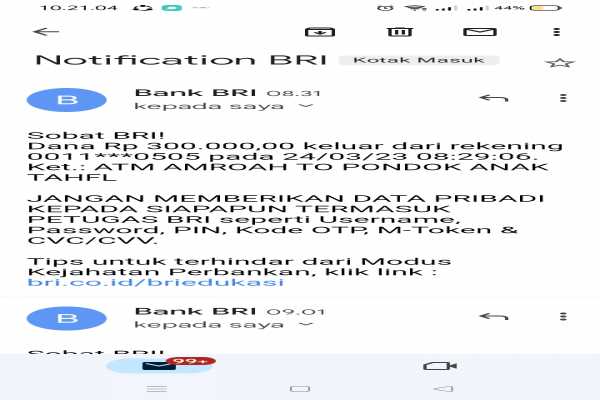 10.21.04
44%
Notification BRI Kotak Masuk
B
Bank BRI 08.31
kepada saya
Sobat BRI!
Dana Rp 300.000,00 keluar dari rekening
0011***0505 pada 24/03/23 08:29:06.
Ket.: ATM AMROAH TO PONDOK ANAK
TAHFL
JANGAN MEMBERIKAN DATA PRIBADI
KEPADA SIAPAPUN TERMASUK
PETUGAS BRI seperti Username,
Password, PIN, Kode OTP, M-Token &
CVC/CVV.
Tips untuk terhindar dari Modus
Kejahatan Perbankan, klik link :
bri.co.id/briedukasi
B
Bank BRI 09.01
kepada saya
Sobat BRI!
99+